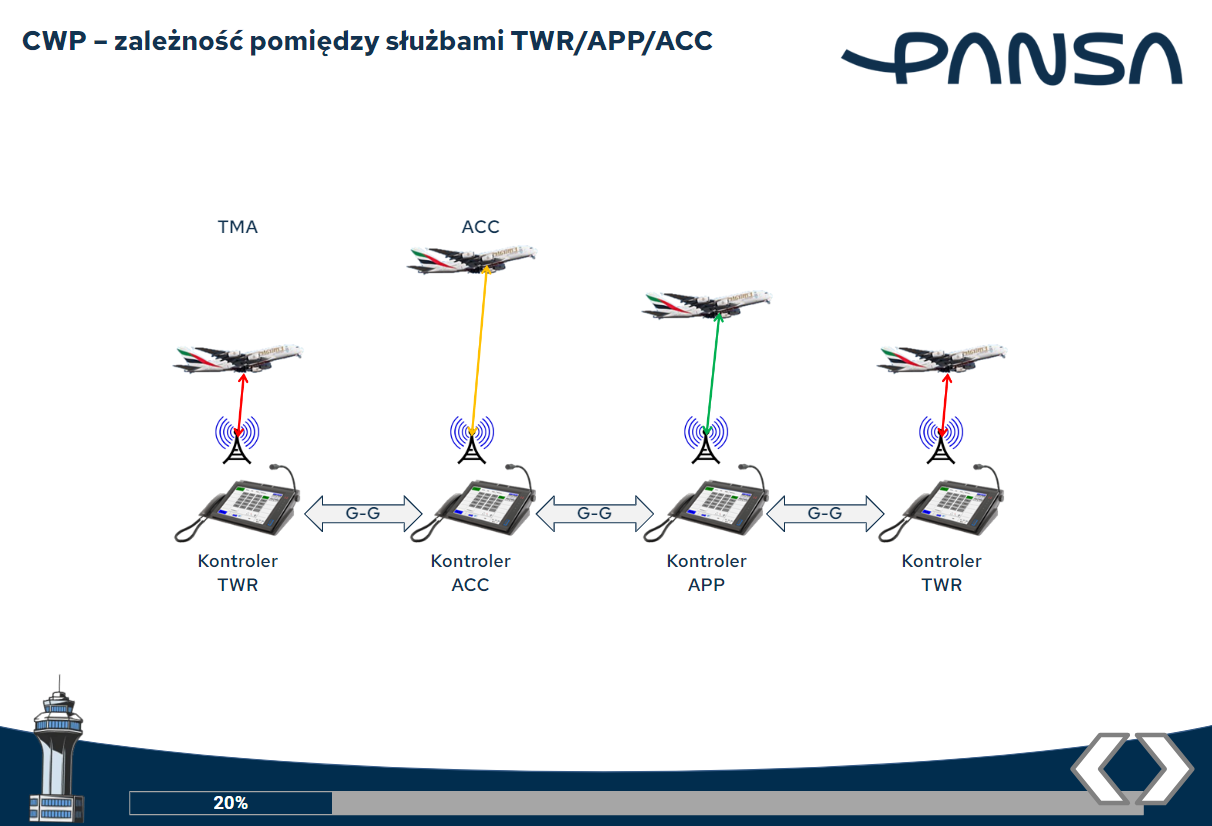 CWP – zależność pomiędzy służbami TWR/APP/ACC
PANSA
TMA
ACC
G-G
G-G
G-G
Kontroler
TWR
Kontroler
ACC
Kontroler
APP
Kontroler
TWR
20%